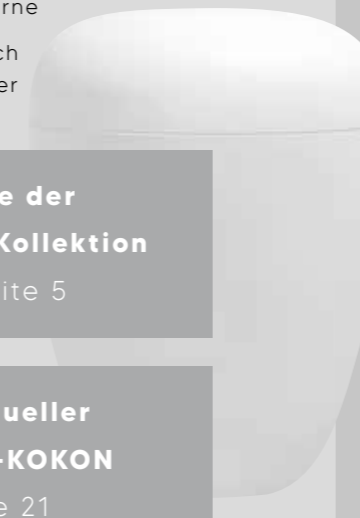 rne
ch
er
e der
Kollektion
ite 5
ueller
-KOKON
e 21